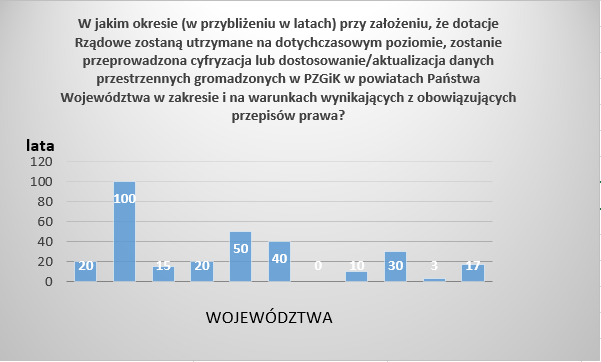 W jakim okresie (w przybliżeniu w latach) przy założeniu, że dotacje
Rządowe zostaną utrzymane na dotychczasowym poziomie, zostanie
przeprowadzona cyfryzacja lub dostosowanie/aktualizacja danych
przestrzennych gromadzonych w PZGiK w powiatach Państwa
Województwa w zakresie i na warunkach wynikających z obowiązujących
przepisów prawa?
lata
120
100
80
60
40
20
0
20 100 15 20 50 40 0 10 30 3 17
WOJEWÓDZTWA